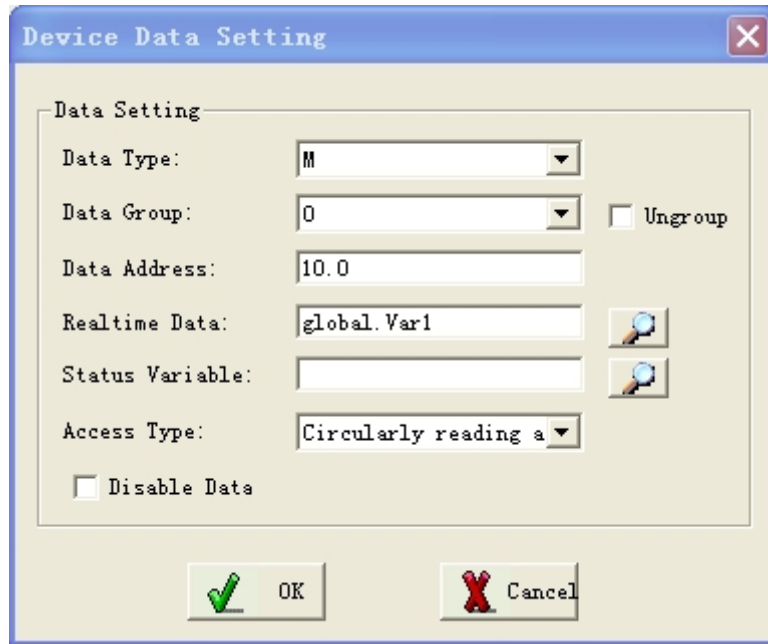 Device Data Setting
Data Setting
Data Type: M
Data Group: 0 Ungroup
Data Address: 10.0
Realtime Data: global.Var1
Status Variable:
Access Type: Circularly reading a
Disable Data
OK Cancel